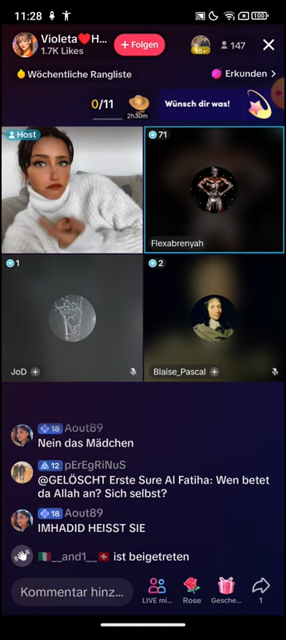 11:28
100
Violeta❤️H...
1.7K Likes
+ Folgen
147
Wöchentliche Rangliste
Erkunden >
0/11
2h30m
Wünsch dir was!
Host
71
Flexabrenyah
1
JoD
2
Blaise_Pascal
18 Aout89
Nein das Mädchen
12 pErEgRiNuS
@GELÖSCHT Erste Sure Al Fatiha: Wen betet
da Allah an? Sich selbst?
18 Aout89
IMHADID HEISST SIE
🇮🇹__and1__🇨🇭 ist beigetreten
Kommentar hinz...
LIVE mi...
Rose
Gesche...
1